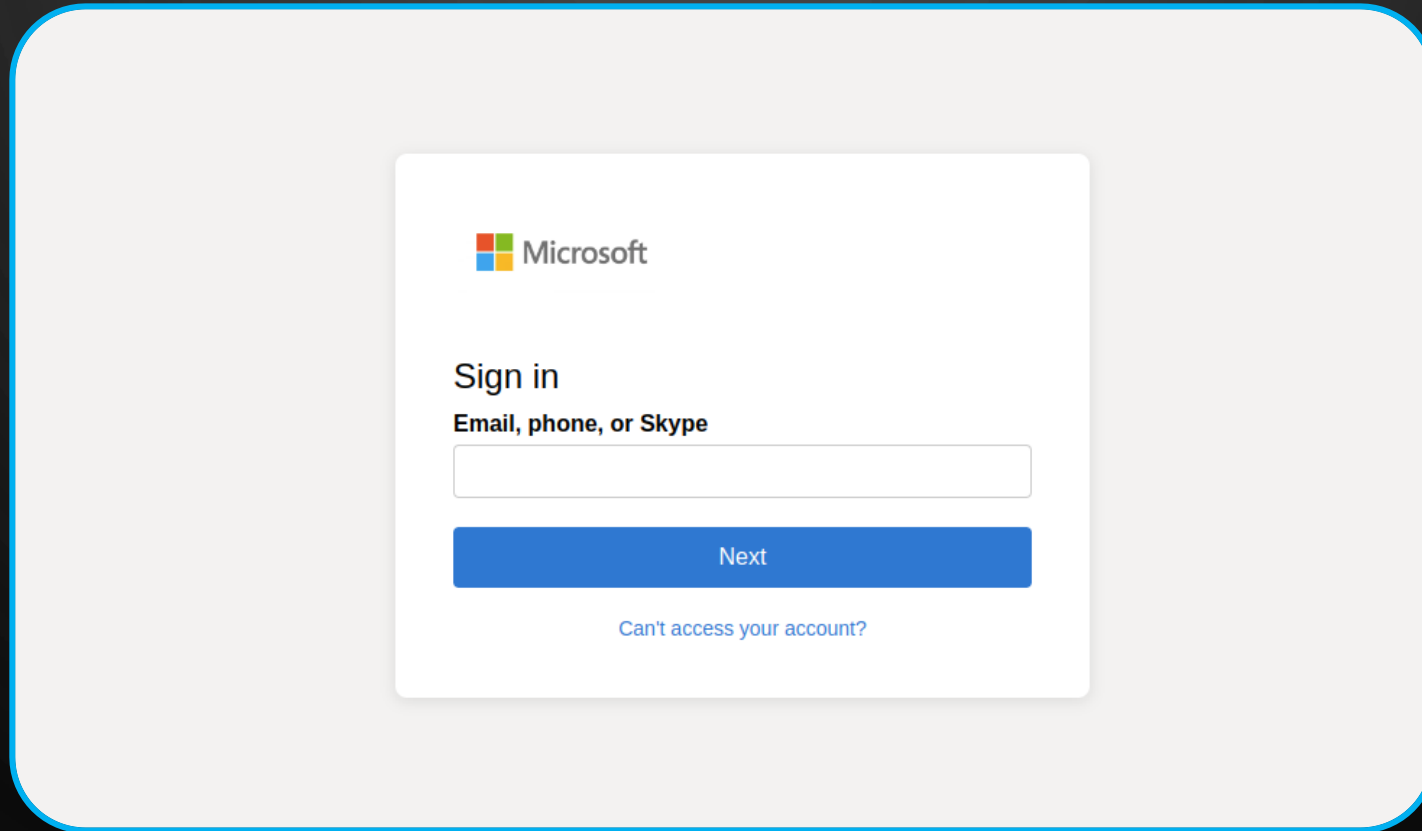 Microsoft
Sign in
Email, phone, or Skype
Next
Can't access your account?